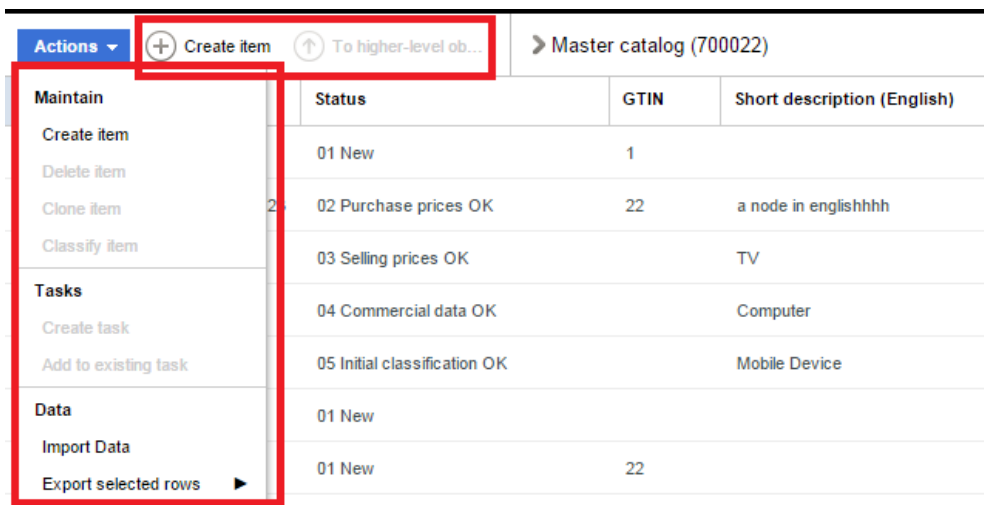 Actions
Create item
To higher-level ob...
Master catalog (700022)
Maintain
Status
GTIN
Short description (English)
Create item
01 New
1
Delete item
Clone item
02 Purchase prices OK
22
a node in englishhhh
Classify item
03 Selling prices OK
TV
Tasks
04 Commercial data OK
Computer
Create task
Add to existing task
05 Initial classification OK
Mobile Device
Data
01 New
Import Data
01 New
22
Export selected rows